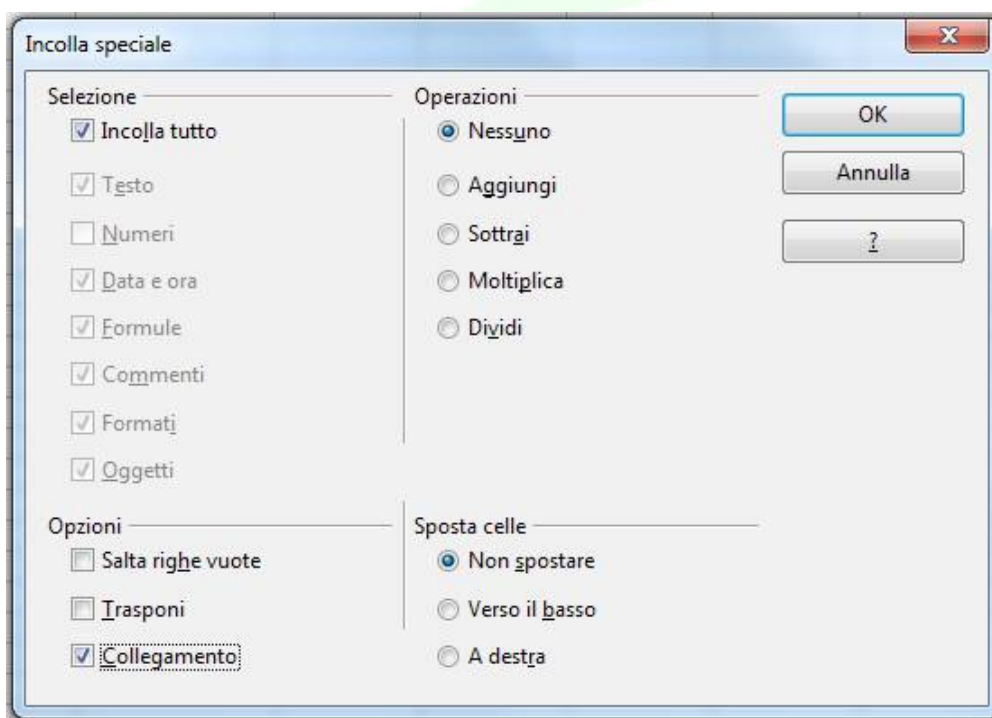 Incolla speciale
Selezione
Incolla tutto
Testo
Numeri
Data e ora
Formule
Commenti
Formati
Oggetti
Operazioni
Nessuno
Aggiungi
Sottrai
Moltiplica
Dividi
OK
Annulla
?
Opzioni
Salta righe vuote
Trasponi
Collegamento
Sposta celle
Non spostare
Verso il basso
A destra